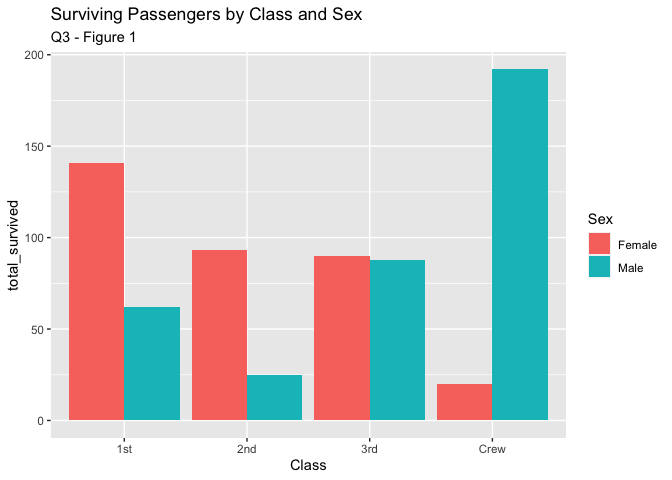 Surviving Passengers by Class and Sex
Q3 - Figure 1
200
150
100
50
0
total_survived
1st 2nd 3rd Crew
Class
Sex
Female
Male